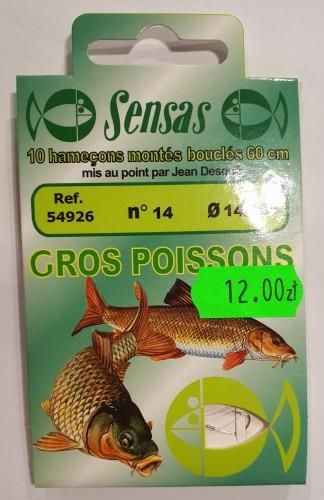 Sensas
10 hameçons montés bouclés 60 cm
mis au point par Jean
Ref.
54926
n° 14
Ø 14
GROS POISSONS
12.00zł